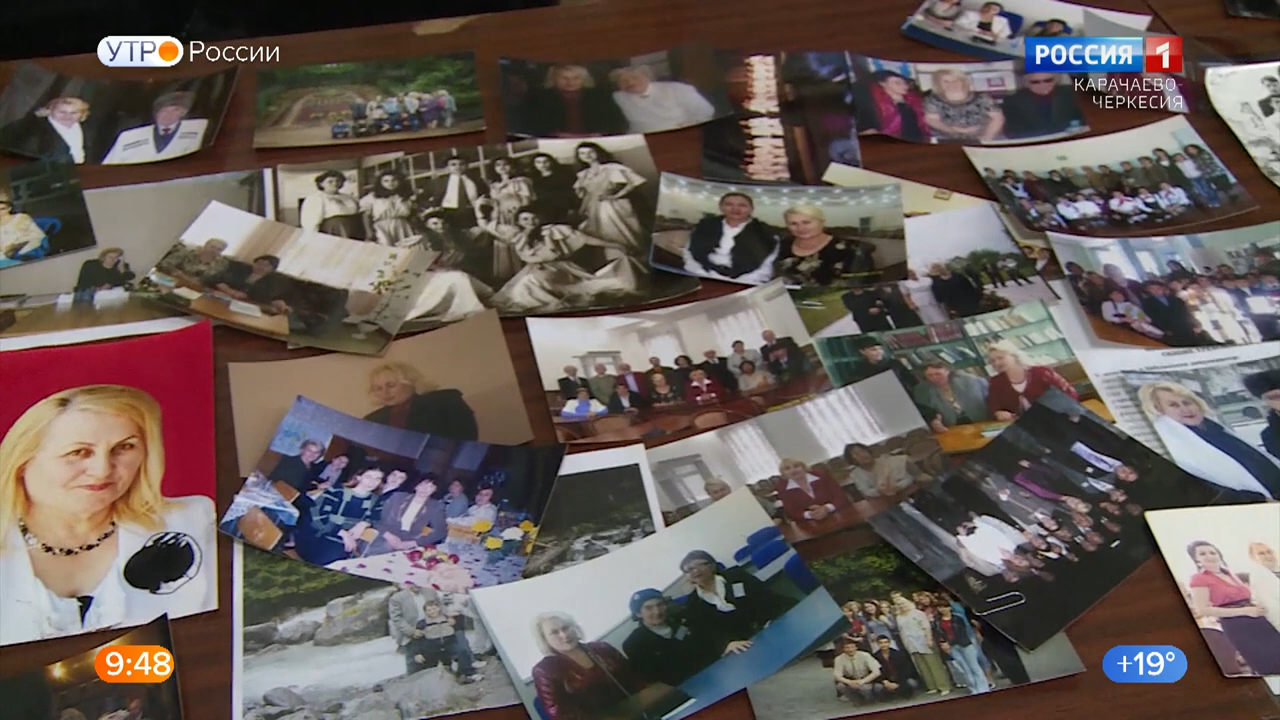 УТРО России
РОССИЯ 1
КАРАЧАЕВО-
ЧЕРКЕСИЯ
9:48
+19°